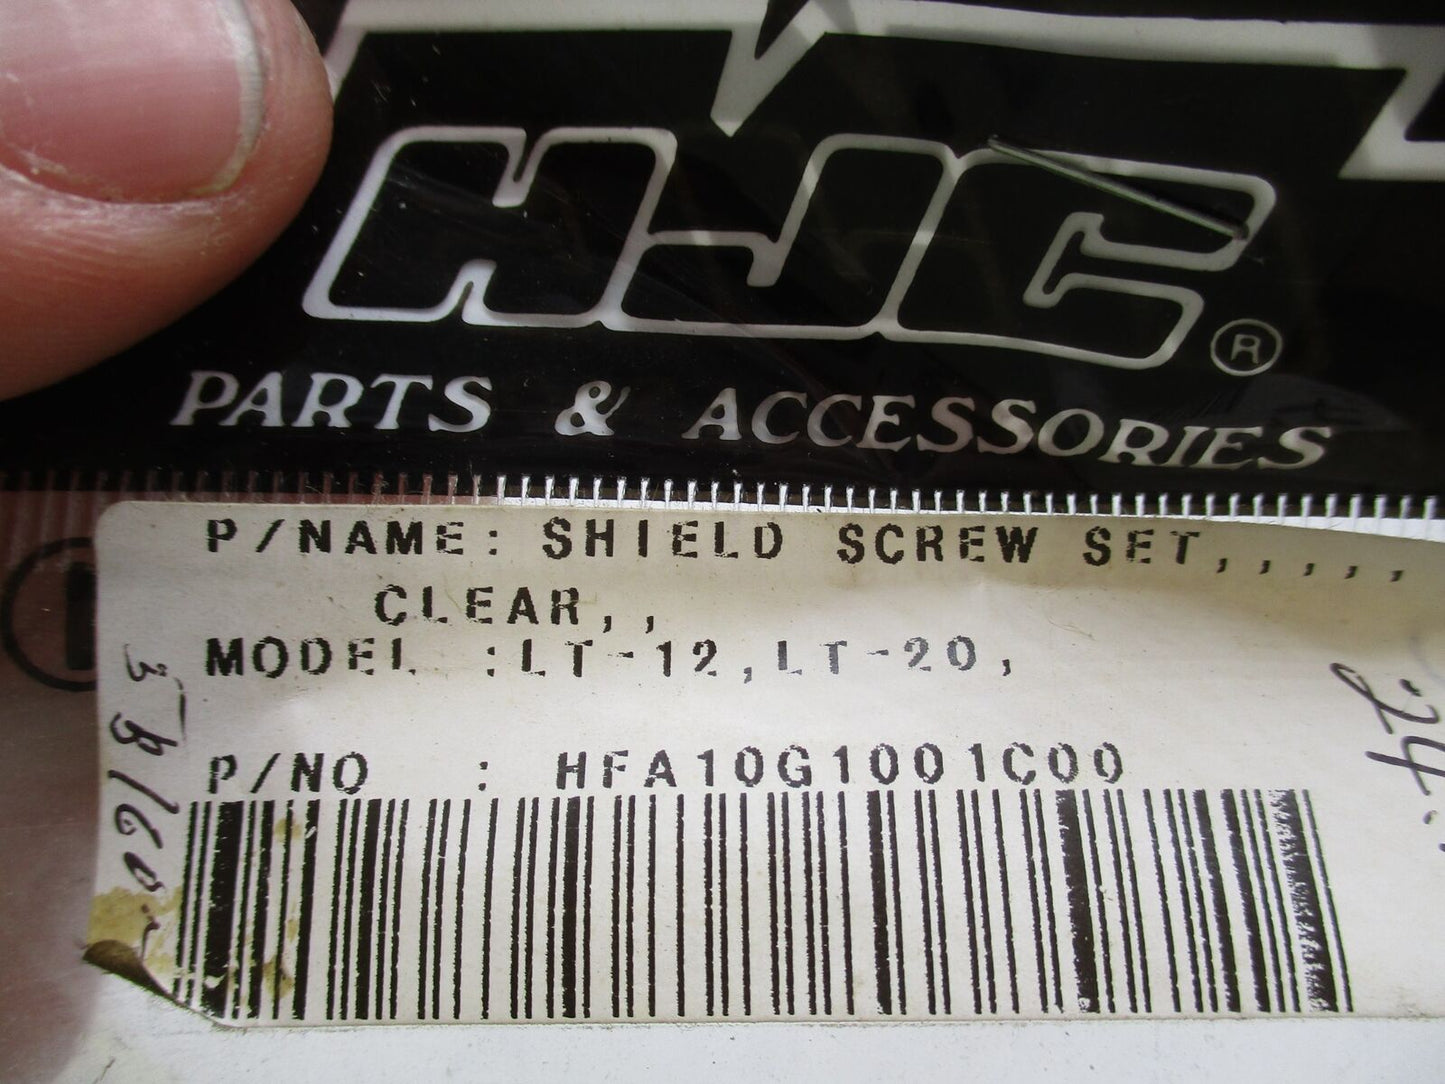 HJC®
PARTS & ACCESSORIES
P/NAME: SHIELD SCREW SET,,,,,
CLEAR,,
MODEL :LT-12,LT-20,
P/NO : HFA10G1001C00